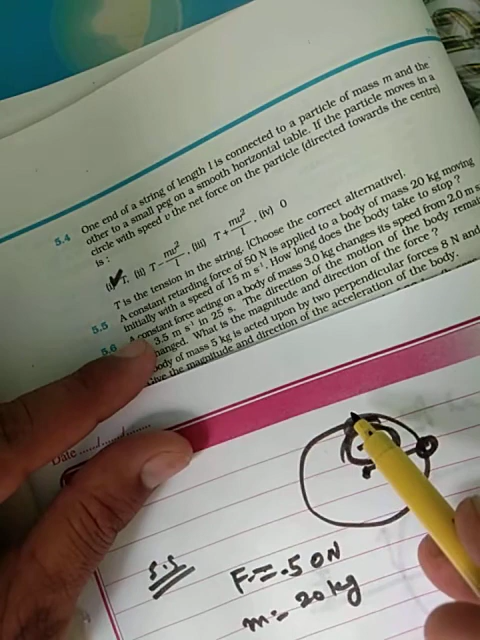 5.4 One end of a string of length l is connected to a particle of mass m and the
other to a small peg on a smooth horizontal table. If the particle moves in a
circle with speed v the net force on the particle (directed towards the centre)
is :
T, (ii) T − mv²/l, (iii) T + mv²/l, (iv) 0
T is the tension in the string. [Choose the correct alternative].
5.5 A constant retarding force of 50 N is applied to a body of mass 20 kg moving
initially with a speed of 15 m s⁻¹. How long does the body take to stop ?
5.6 A constant force acting on a body of mass 3.0 kg changes its speed from 2.0 m s
3.5 m s⁻¹ in 25 s. The direction of the motion of the body remai
hanged. What is the magnitude and direction of the force ?
body of mass 5 kg is acted upon by two perpendicular forces 8 N and
Give the magnitude and direction of the acceleration of the body.
Date ..../..../....
5.5
F = 50N
m = 20 kg